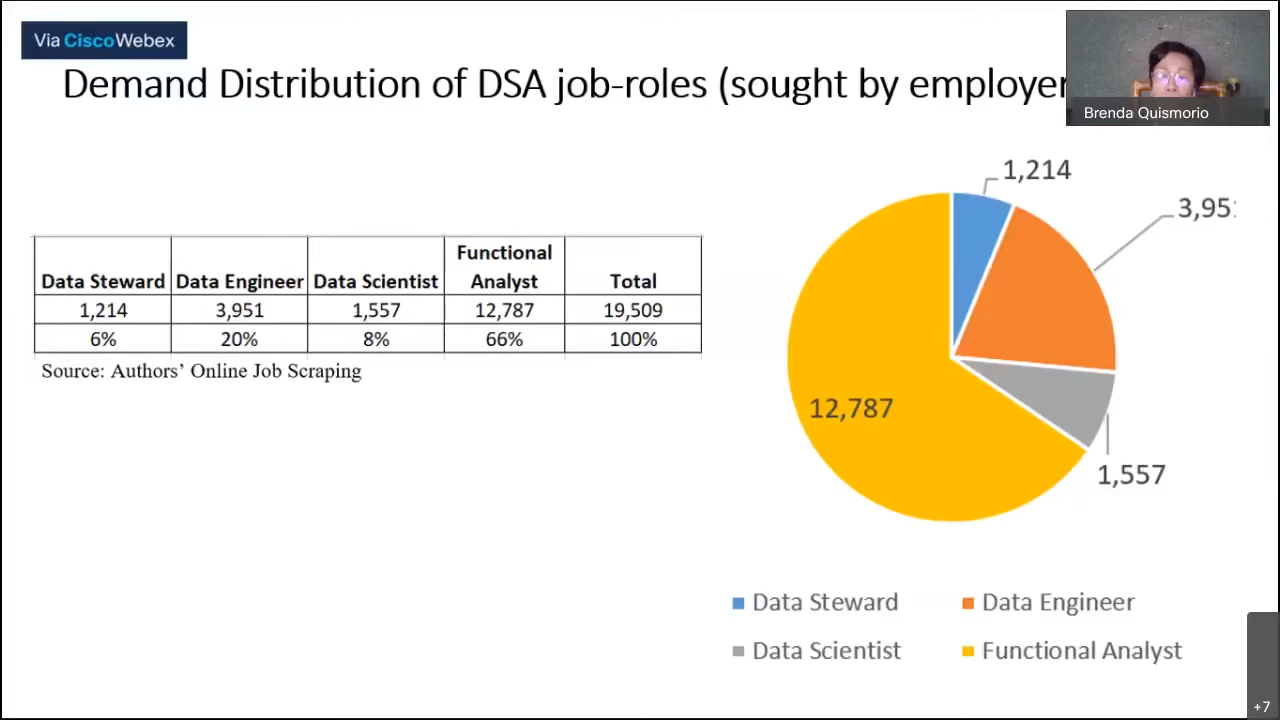 Via CiscoWebex
Demand Distribution of DSA job-roles (sought by employer
Brenda Quismorio
Data Steward Data Engineer Data Scientist Functional Analyst Total
1,214 3,951 1,557 12,787 19,509
6% 20% 8% 66% 100%
Source: Authors’ Online Job Scraping
1,214
3,951
12,787
1,557
Data Steward Data Engineer
Data Scientist Functional Analyst
+7